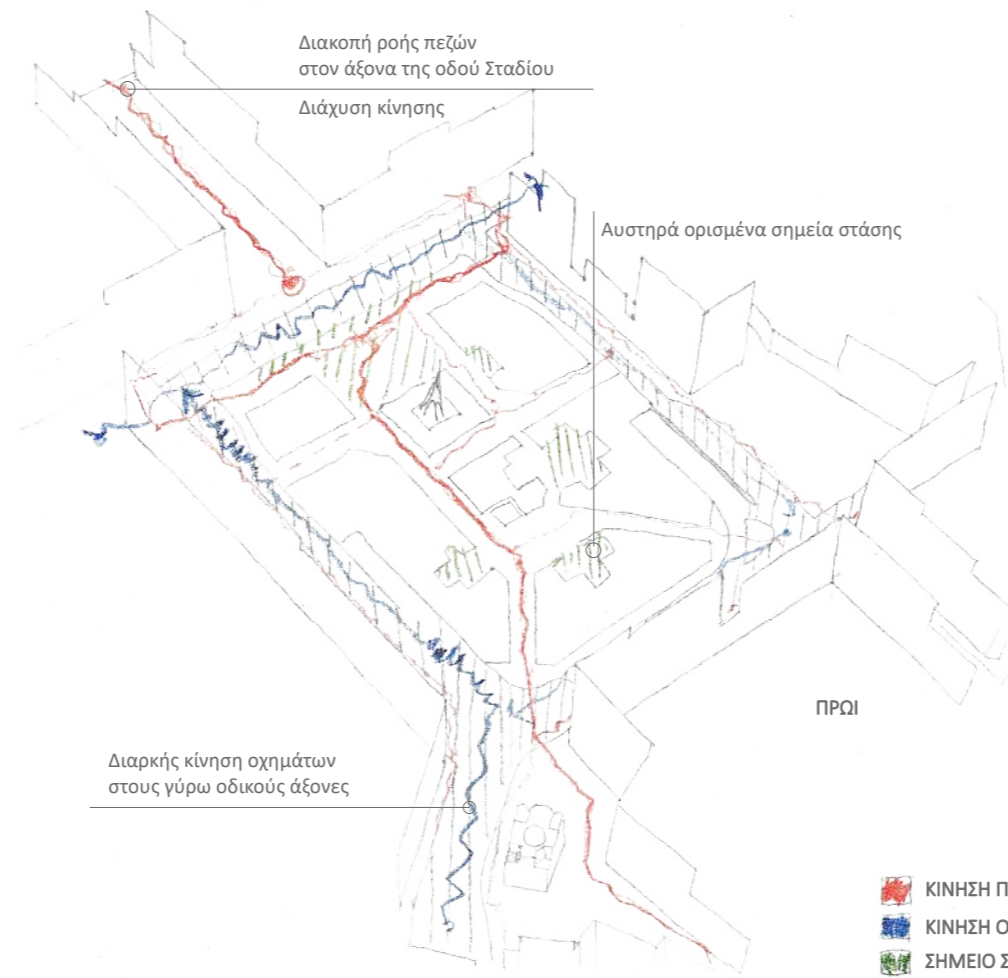 Διακοπή ροής πεζών
στον άξονα της οδού Σταδίου
Διάχυση κίνησης
Αυστηρά ορισμένα σημεία στάσης
ΠΡΩΙ
Διαρκής κίνηση οχημάτων
στους γύρω οδικούς άξονες
ΚΙΝΗΣΗ Π
ΚΙΝΗΣΗ Ο
ΣΗΜΕΙΟ Σ